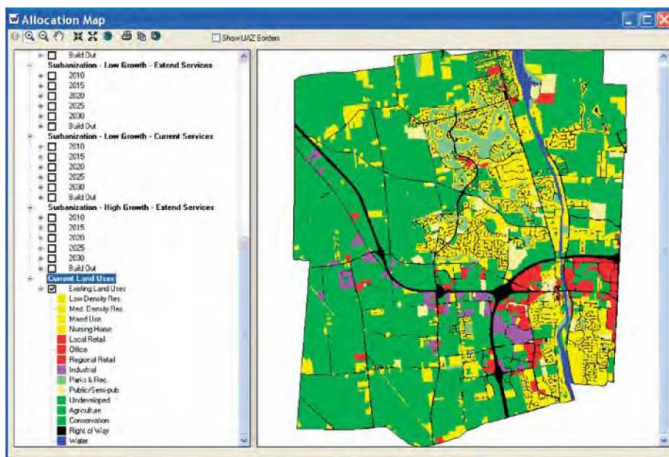 Allocation Map
Show UAZ Borders
Build Out
Surbanization - Low Growth - Extend Services
2010
2015
2020
2025
2030
Build Out
Surbanization - Low Growth - Current Services
2010
2015
2020
2025
2030
Build Out
Surbanization - High Growth - Extend Services
2010
2015
2020
2025
2030
Build Out
Current Land Uses
Existing Land Uses
Low Density Res.
Med. Density Res.
Mixed Use
Nursing Home
Local Retail
Office
Regional Retail
Industrial
Parks & Rec.
Public/Semi-pub
Undeveloped
Agriculture
Conservation
Right of Way
Water